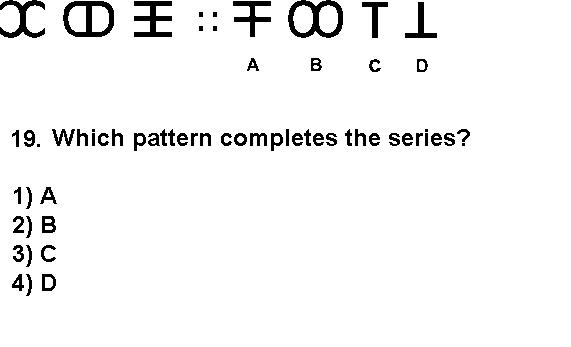 A B C D
19. Which pattern completes the series?
1) A
2) B
3) C
4) D